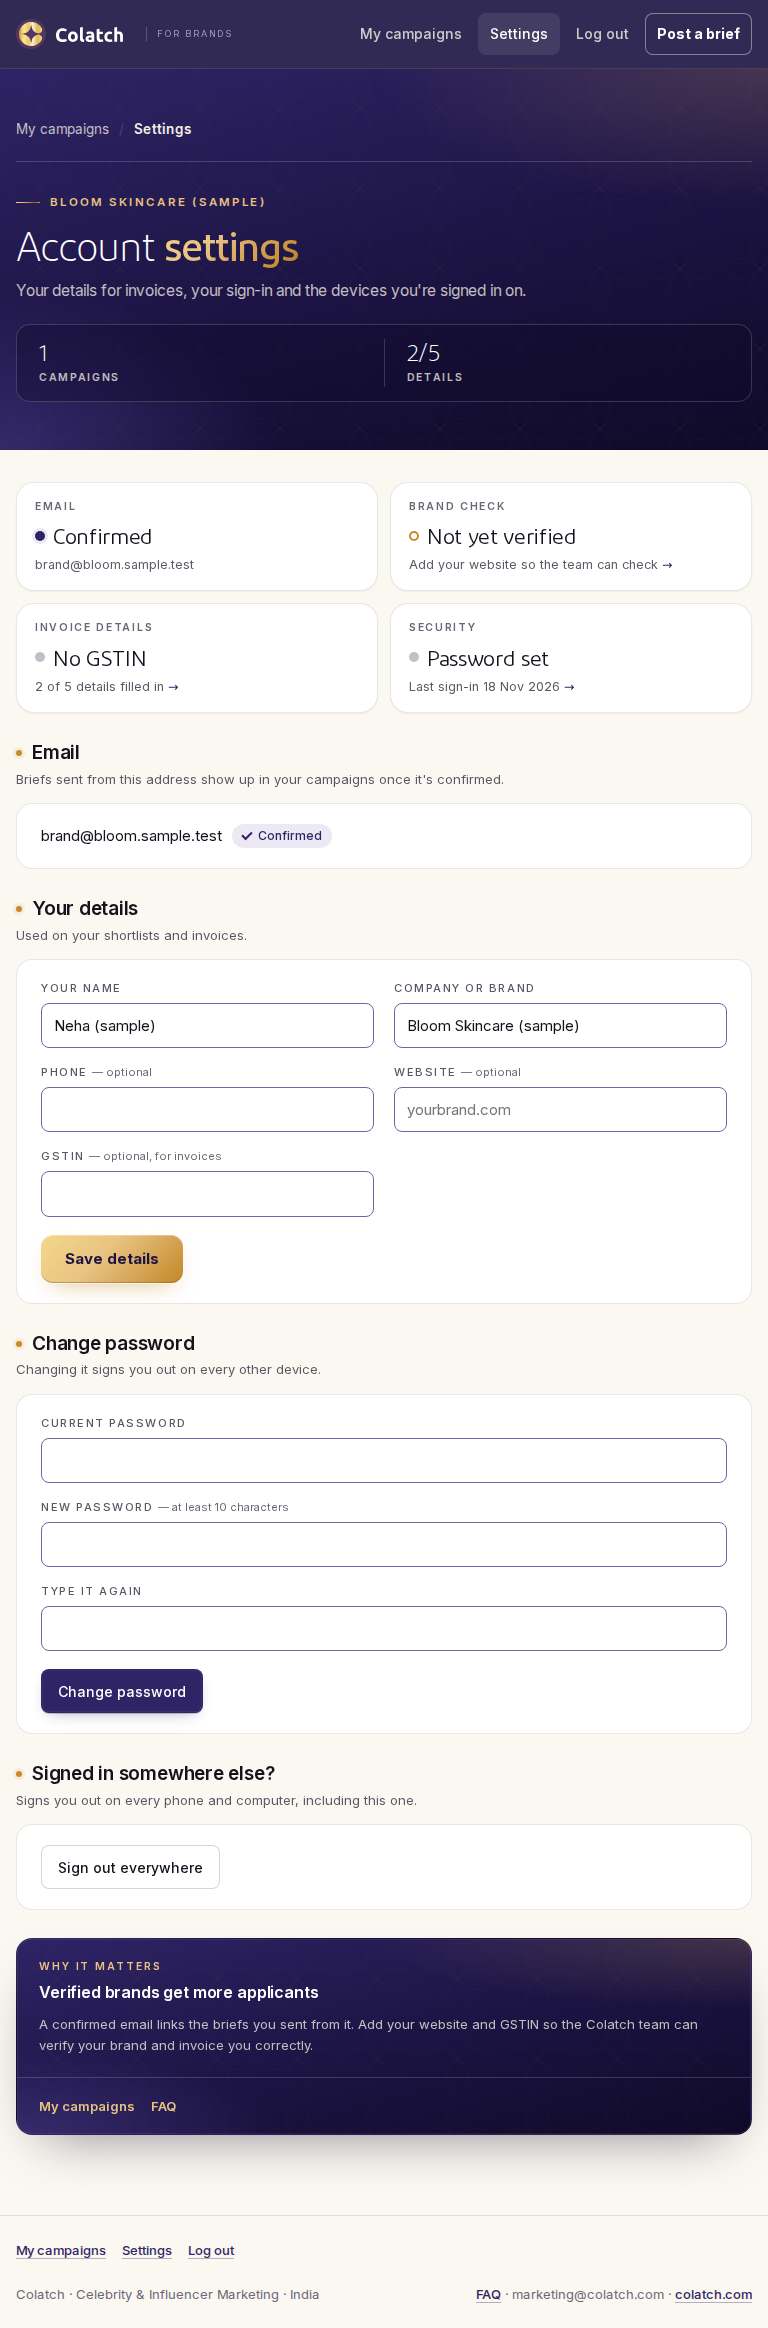 Colatch
FOR BRANDS
My campaigns
Settings
Log out
Post a brief
My campaigns / Settings
BLOOM SKINCARE (SAMPLE)
Account settings
Your details for invoices, your sign-in and the devices you're signed in on.
1
CAMPAIGNS
2/5
DETAILS
EMAIL
Confirmed
brand@bloom.sample.test
BRAND CHECK
Not yet verified
Add your website so the team can check →
INVOICE DETAILS
No GSTIN
2 of 5 details filled in →
SECURITY
Password set
Last sign-in 18 Nov 2026 →
Email
Briefs sent from this address show up in your campaigns once it's confirmed.
brand@bloom.sample.test ✓ Confirmed
Your details
Used on your shortlists and invoices.
YOUR NAME
Neha (sample)
COMPANY OR BRAND
Bloom Skincare (sample)
PHONE — optional
WEBSITE — optional
yourbrand.com
GSTIN — optional, for invoices
Save details
Change password
Changing it signs you out on every other device.
CURRENT PASSWORD
NEW PASSWORD — at least 10 characters
TYPE IT AGAIN
Change password
Signed in somewhere else?
Signs you out on every phone and computer, including this one.
Sign out everywhere
WHY IT MATTERS
Verified brands get more applicants
A confirmed email links the briefs you sent from it. Add your website and GSTIN so the Colatch team can
verify your brand and invoice you correctly.
My campaigns FAQ
My campaigns Settings Log out
Colatch · Celebrity & Influencer Marketing · India
FAQ · marketing@colatch.com · colatch.com